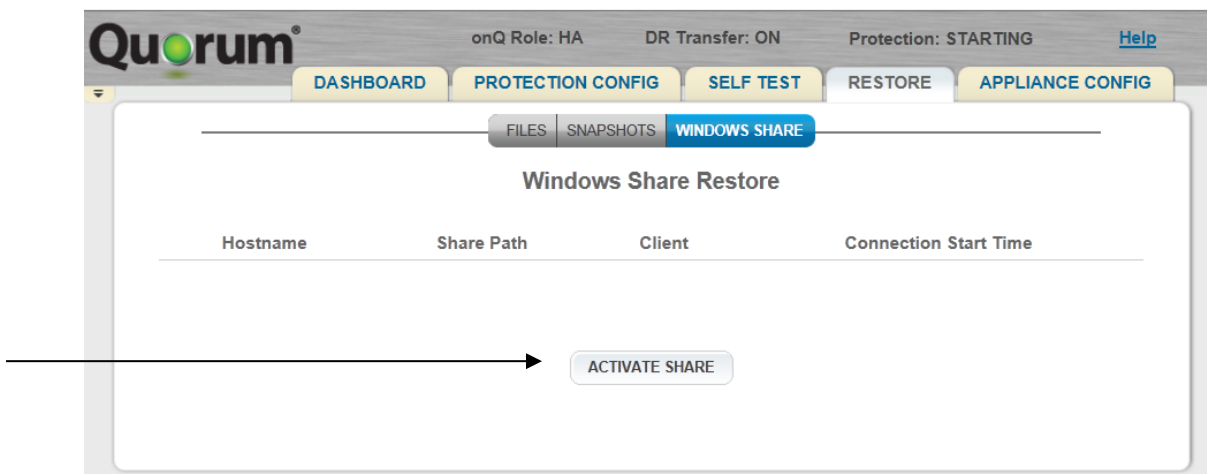 Quorum®
onQ Role: HA DR Transfer: ON Protection: STARTING Help
DASHBOARD PROTECTION CONFIG SELF TEST RESTORE APPLIANCE CONFIG
FILES SNAPSHOTS WINDOWS SHARE
Windows Share Restore
Hostname Share Path Client Connection Start Time
ACTIVATE SHARE